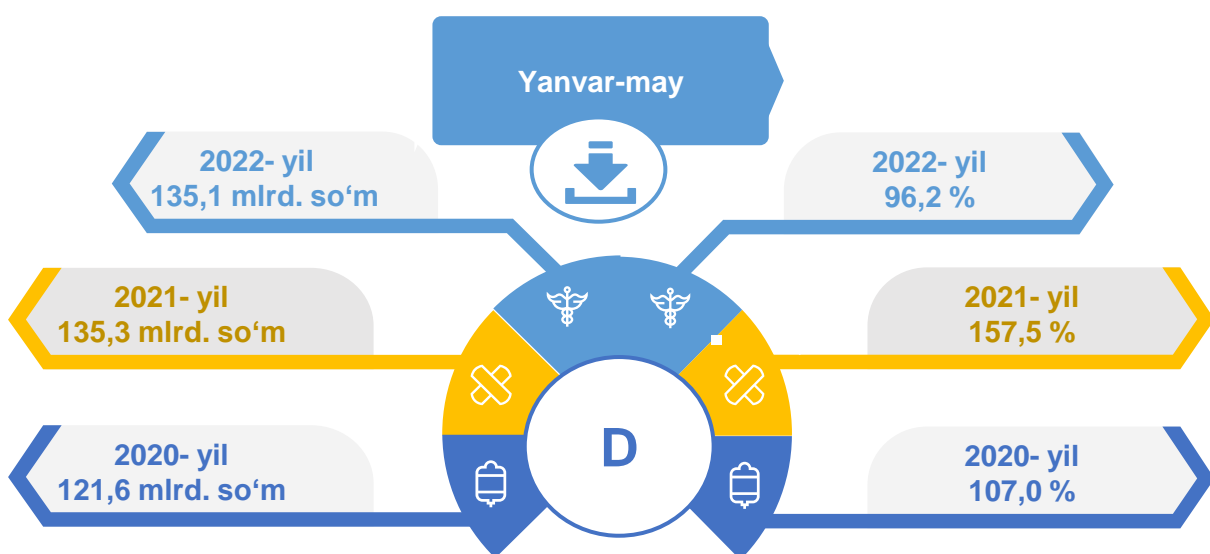 Yanvar-may
2022- yil
135,1 mlrd. so‘m
2022- yil
96,2 %
2021- yil
135,3 mlrd. so‘m
2021- yil
157,5 %
2020- yil
121,6 mlrd. so‘m
2020- yil
107,0 %
D